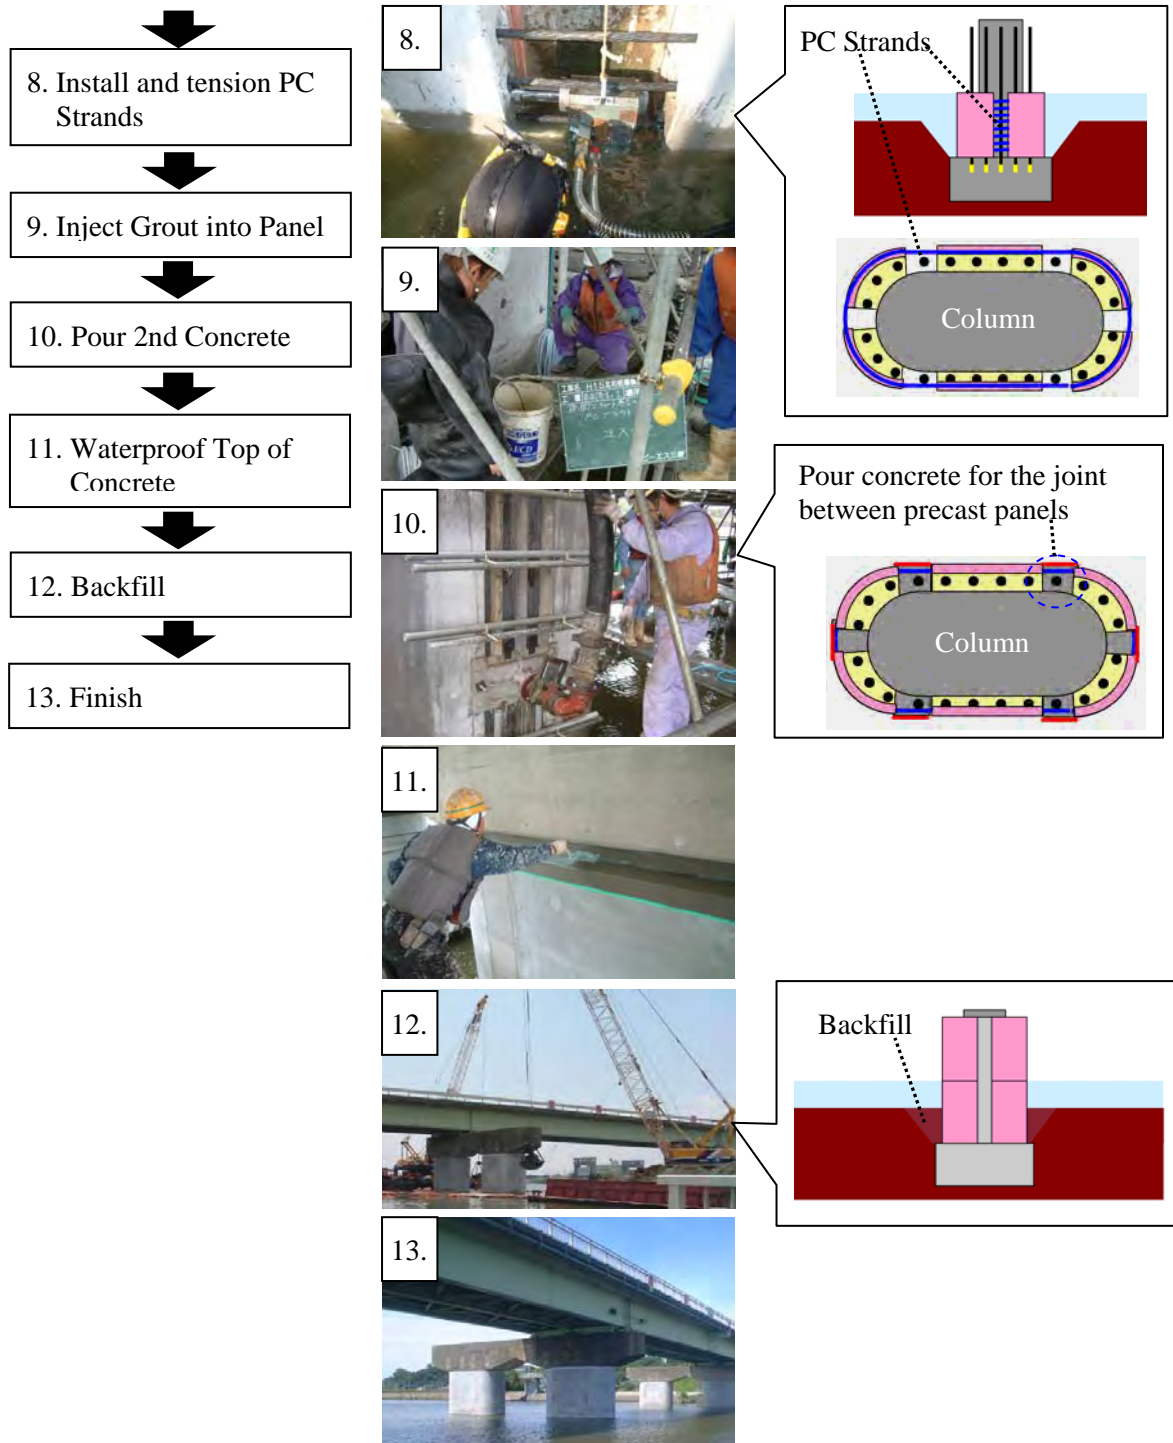 8. Install and tension PC
Strands
9. Inject Grout into Panel
10. Pour 2nd Concrete
11. Waterproof Top of
Concrete
12. Backfill
13. Finish
8.
9.
注入
10.
11.
12.
13.
PC Strands
Column
Pour concrete for the joint
between precast panels
Column
Backfill